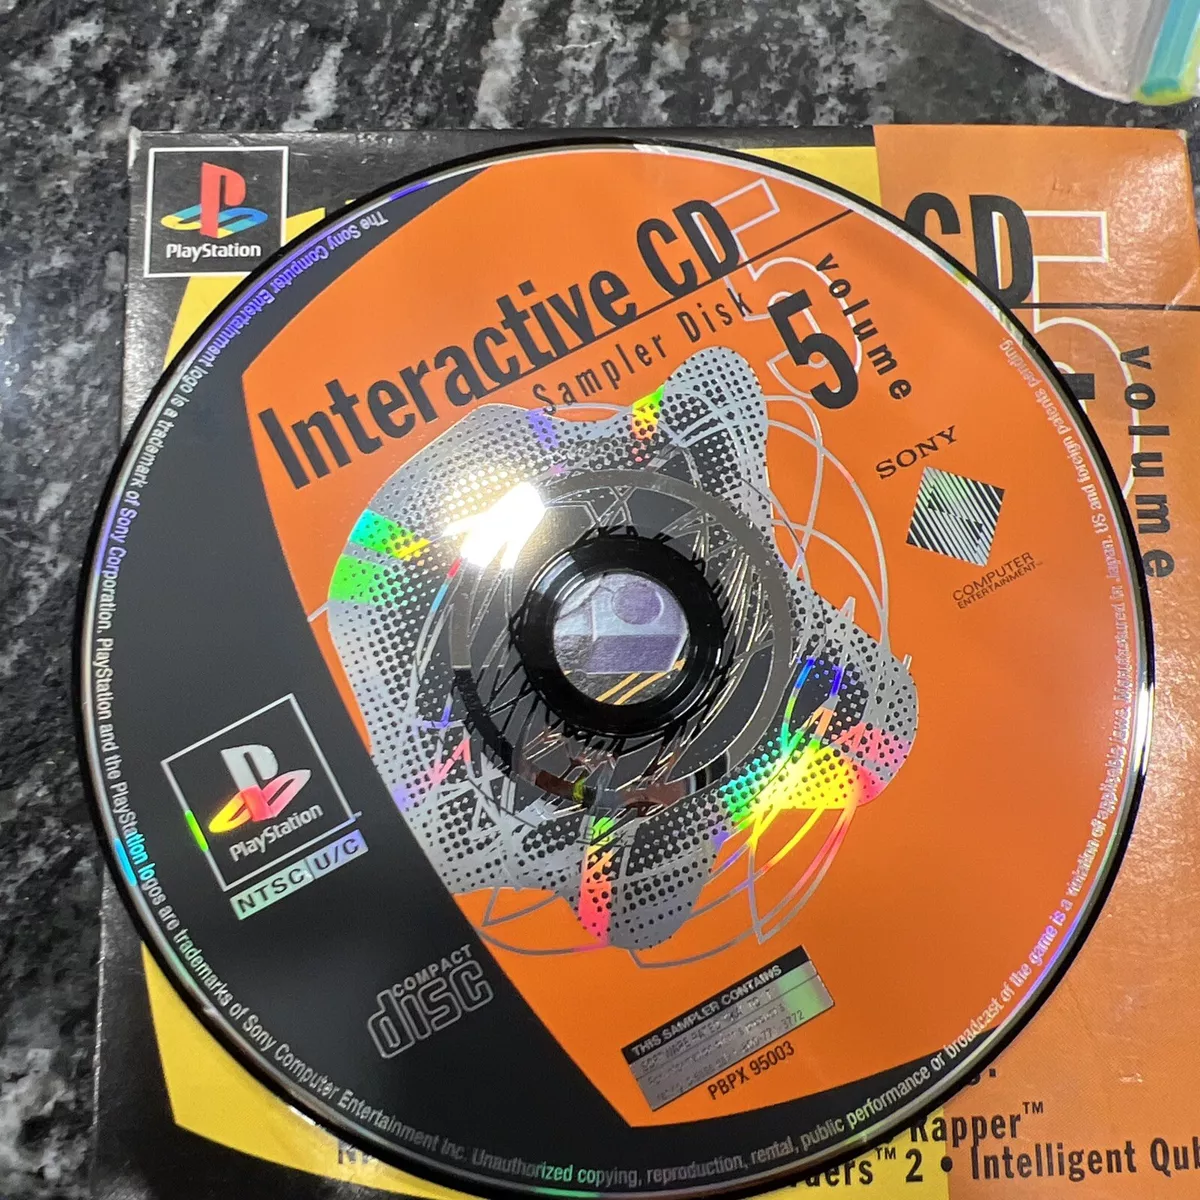 PlayStation
CD
5
volume
Interactive CD
Sampler Disk
5
volume
SONY
COMPUTER
ENTERTAINMENT
PlayStation
NTSC U/C
COMPACT
disc
THIS SAMPLER CONTAINS
PBPX 95003
The Sony Computer Entertainment logo is a trademark of Sony Corporation. PlayStation and the PlayStation logos are trademarks of Sony Computer Entertainment Inc. Unauthorized copying, reproduction, rental, public performance or broadcast of the game is a violation of applicable laws. Manufactured in Japan. US and foreign patents pending.
Rapper™
™ 2 • Intelligent